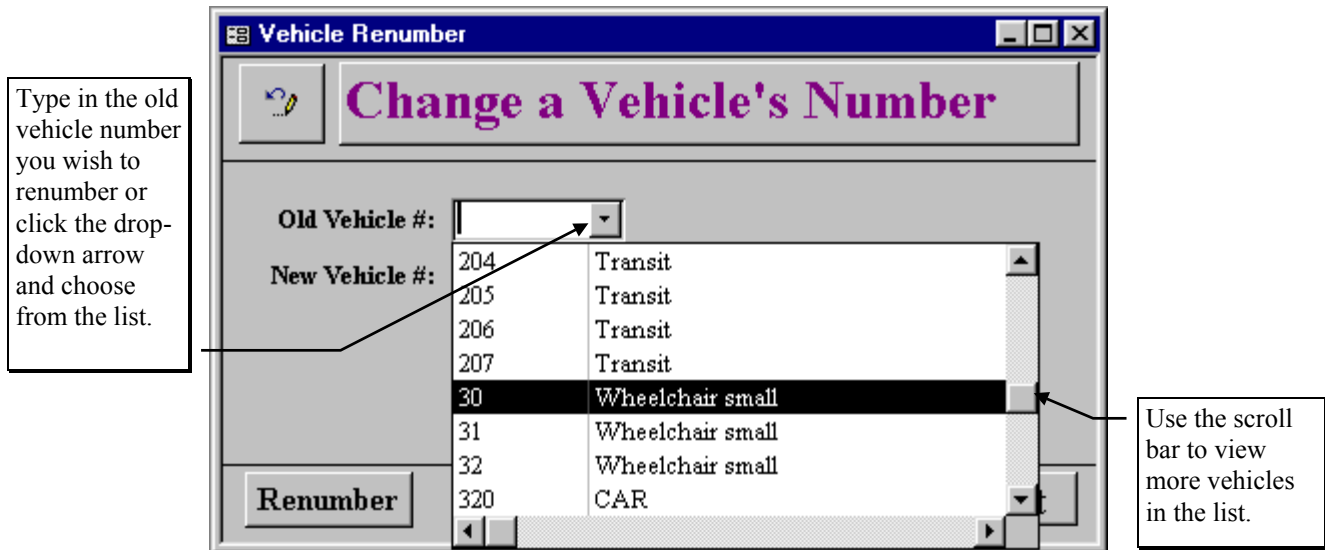 Vehicle Renumber
Change a Vehicle's Number
Type in the old
vehicle number
you wish to
renumber or
click the drop-
down arrow
and choose
from the list.
Old Vehicle #:
New Vehicle #:
204 Transit
205 Transit
206 Transit
207 Transit
30 Wheelchair small
31 Wheelchair small
32 Wheelchair small
320 CAR
Renumber
Use the scroll
bar to view
more vehicles
in the list.